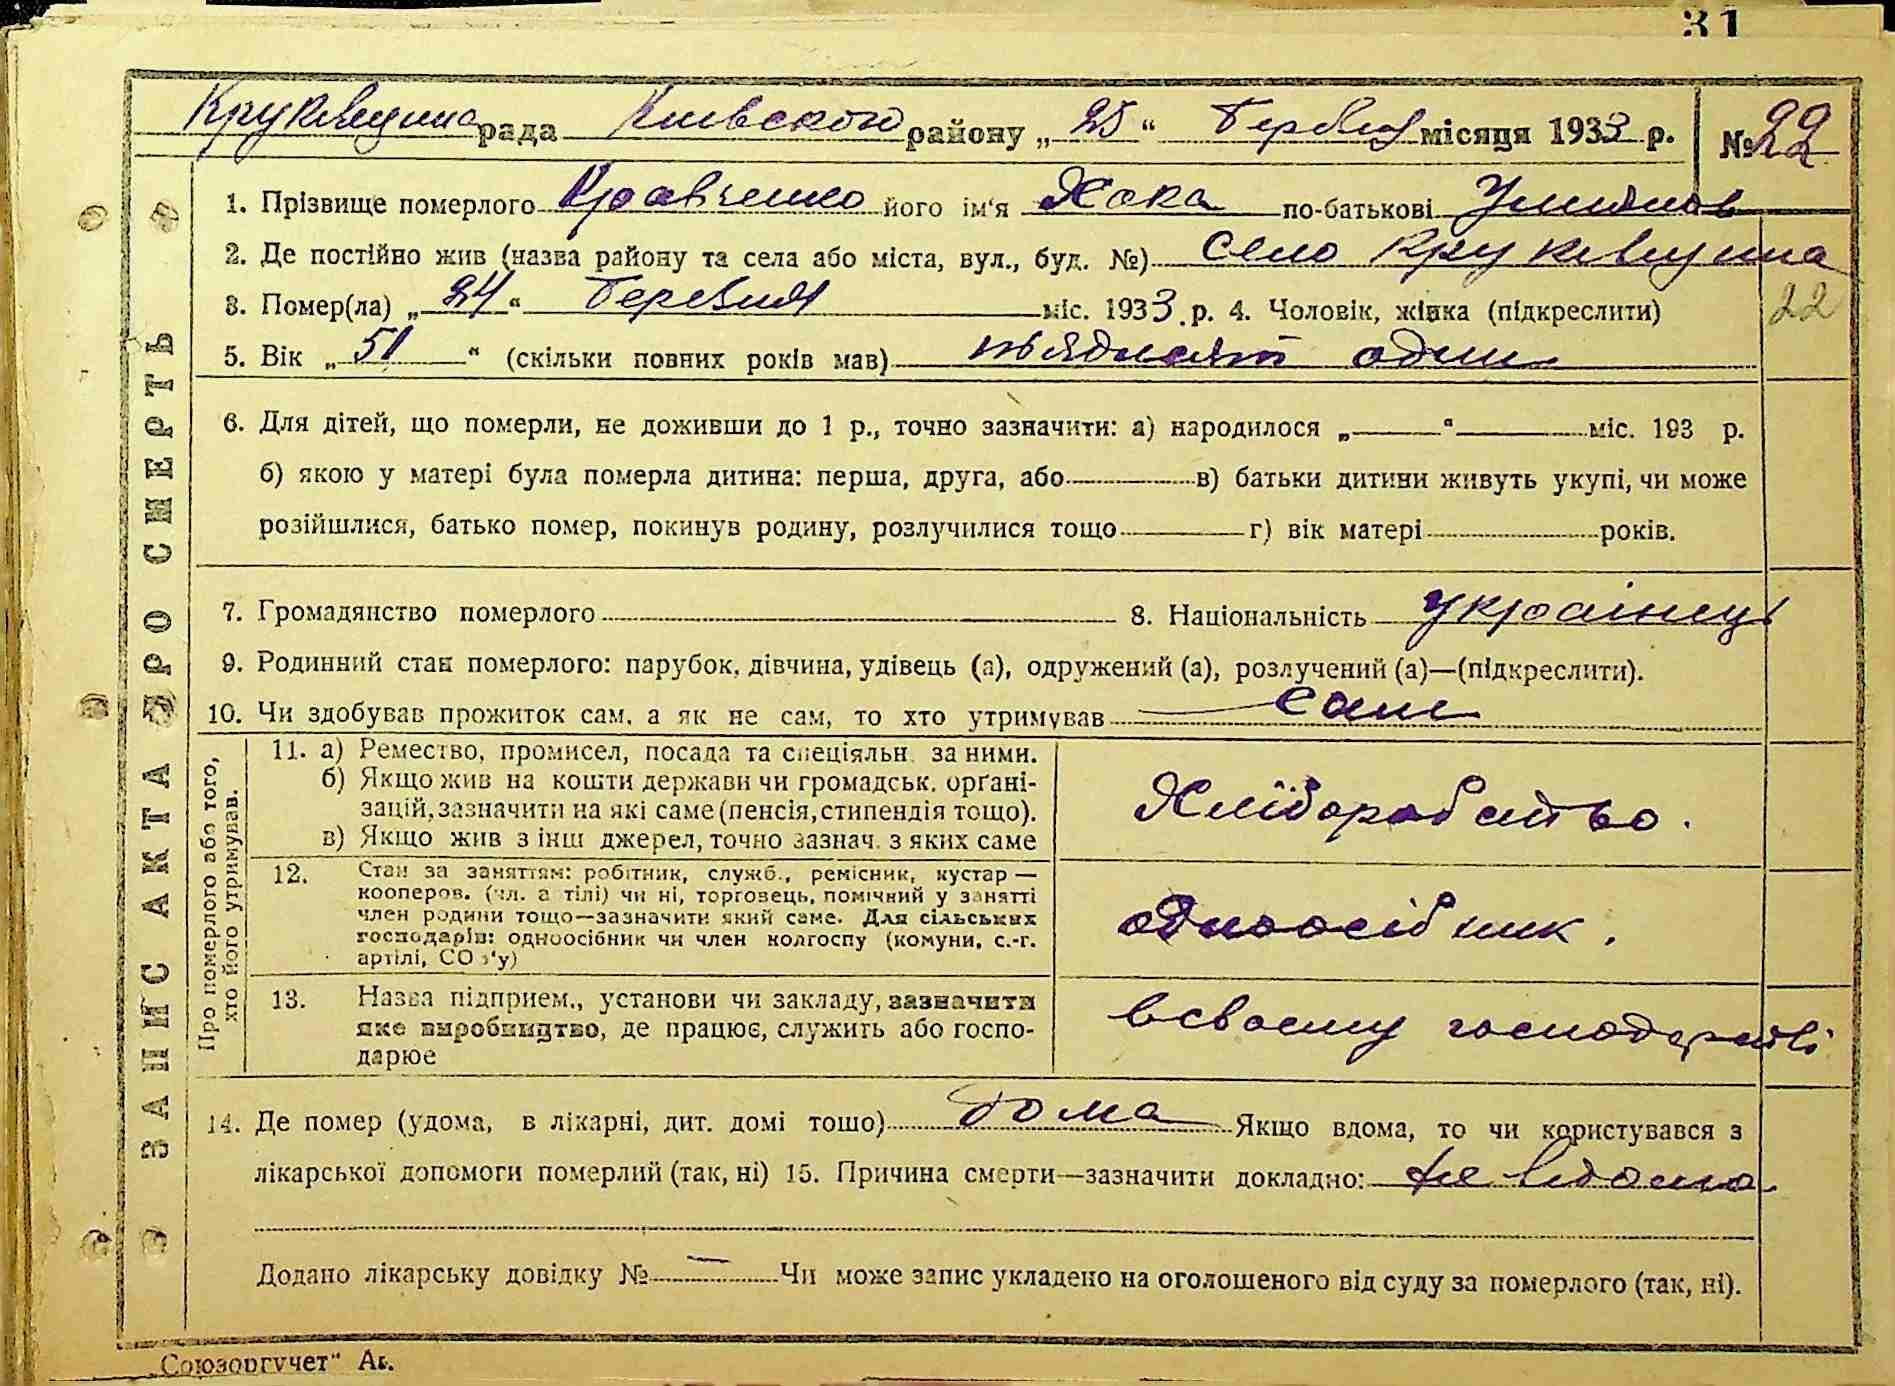 31
Круківщина рада Київського району „25“ березня місяця 1933 р. № 22
1. Прізвище померлого Кравченко його ім'я по-батькові
2. Де постійно жив (назва району та села або міста, вул., буд. №) село Круківщина
3. Помер(ла) „24“ березня міс. 1933 р. 4. Чоловік, жінка (підкреслити)
22
5. Вік „51“ (скільки повних років мав) пятдесят один
6. Для дітей, що померли, не доживши до 1 р., точно зазначити: а) народилося „ “ міс. 193 р.
б) якою у матері була померла дитина: перша, друга, або в) батьки дитини живуть укупі, чи може
розійшлися, батько помер, покинув родину, розлучилися тощо г) вік матері років.
7. Громадянство померлого 8. Національність українець
9. Родинний стан померлого: парубок, дівчина, удівець (а), одружений (а), розлучений (а)—(підкреслити).
10. Чи здобував прожиток сам, а як не сам, то хто утримував сам
ЗАПИС АКТА ПРО СМЕРТЬ
Про померлого або того,
хто його утримував.
11. а) Ремество, промисел, посада та спеціяльн. за ними.
б) Якщо жив на кошти держави чи громадськ. орґані-
зацій, зазначити на які саме (пенсія, стипендія тощо).
в) Якщо жив з інш джерел, точно зазнач. з яких саме
Хліборобство.
12. Стан за заняттям: робітник, служб., ремісник, кустар —
кооперов. (чл. а тілі) чи ні, торговець, помічний у занятті
член родини тощо—зазначити який саме. Для сільських
господарів: одноосібник чи член колгоспу (комуни, с.-г.
артілі, СО з'у)
одноосібник.
13. Назва підприєм., установи чи закладу, зазначити
яке виробництво, де працює, служить або госпо-
дарює
в своему господарстві
14. Де помер (удома, в лікарні, дит. домі тощо) дома Якщо вдома, то чи користувався з
лікарської допомоги померлий (так, ні) 15. Причина смерти—зазначити докладно: не відома
Додано лікарську довідку № — Чи може запис укладено на оголошеного від суду за померлого (так, ні).
„Союзоргучет“ Ак.